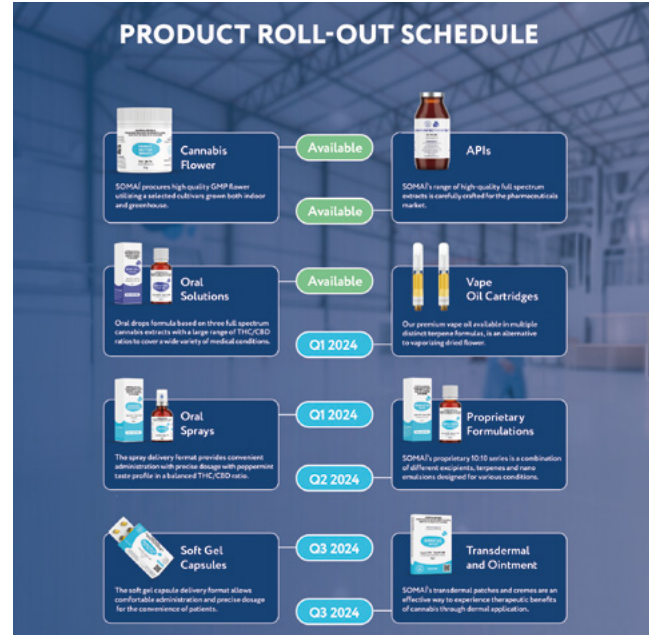 PRODUCT ROLL-OUT SCHEDULE
Cannabis
Flower
SOMAÍ procures high quality GMP flower
utilizing a selected cultivars grown both indoor
and greenhouse.
Available
APIs
SOMAÍ's range of high-quality full spectrum
extracts is carefully crafted for the pharmaceuticals
market.
Available
Oral
Solutions
Oral drops formula based on three full spectrum
cannabis extracts with a large range of THC/CBD
ratios to cover a wide variety of medical conditions.
Available
Vape
Oil Cartridges
Our premium vape oil available in multiple
distinct terpene formulas, is an alternative
to vaporizing dried flower.
Q1 2024
Oral
Sprays
The spray delivery format provides convenient
administration with precise dosage with peppermint
taste profile in a balanced THC/CBD ratio.
Q1 2024
Proprietary
Formulations
SOMAÍ's proprietary 10:10 series is a combination
of different excipients, terpenes and nano
emulsions designed for various conditions.
Q2 2024
Soft Gel
Capsules
The soft gel capsule delivery format allows
comfortable administration and precise dosage
for the convenience of patients.
Q3 2024
Transdermal
and Ointment
SOMAÍ's transdermal patches and cremes are an
effective way to experience therapeutic benefits
of cannabis through dermal application.
Q3 2024